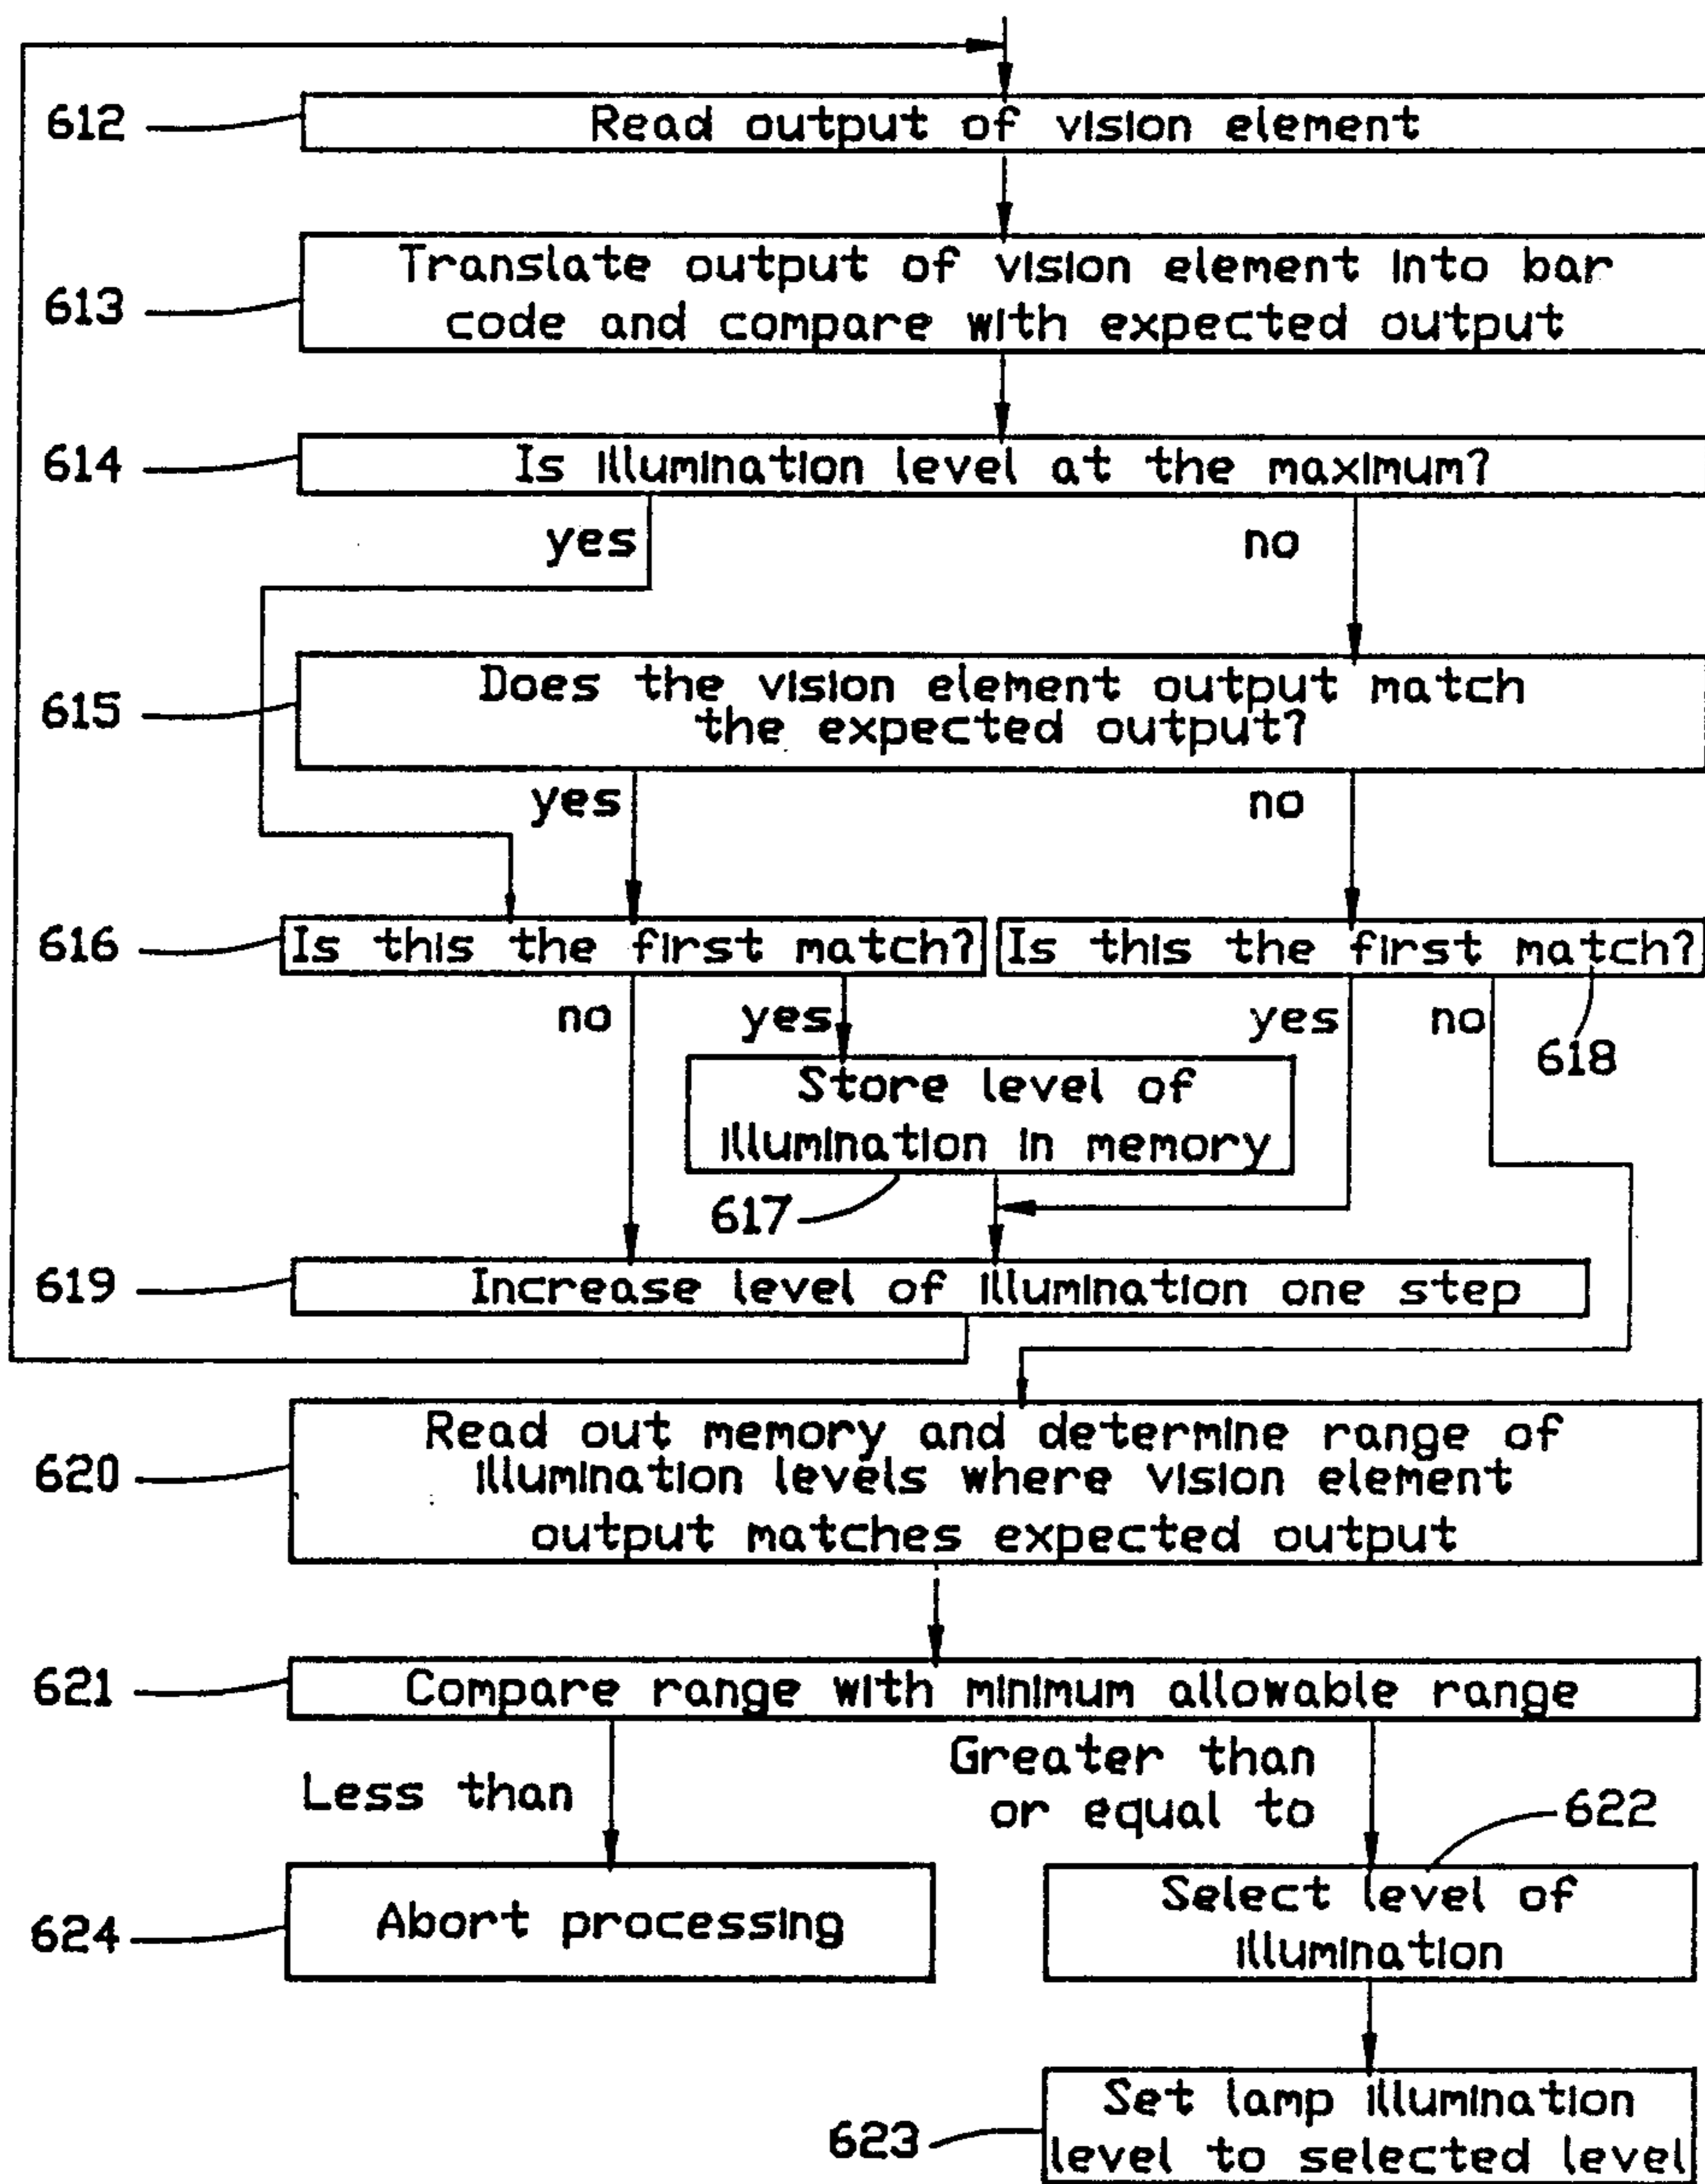 612
Read output of vision element
613
Translate output of vision element into bar
code and compare with expected output
614
Is illumination level at the maximum?
yes
no
615
Does the vision element output match
the expected output?
yes
no
616
Is this the first match?
Is this the first match?
no
yes
yes
no
618
Store level of
illumination in memory
617
619
Increase level of illumination one step
620
Read out memory and determine range of
illumination levels where vision element
output matches expected output
621
Compare range with minimum allowable range
Less than
Greater than
or equal to
622
624
Abort processing
Select level of
illumination
623
Set lamp illumination
level to selected level